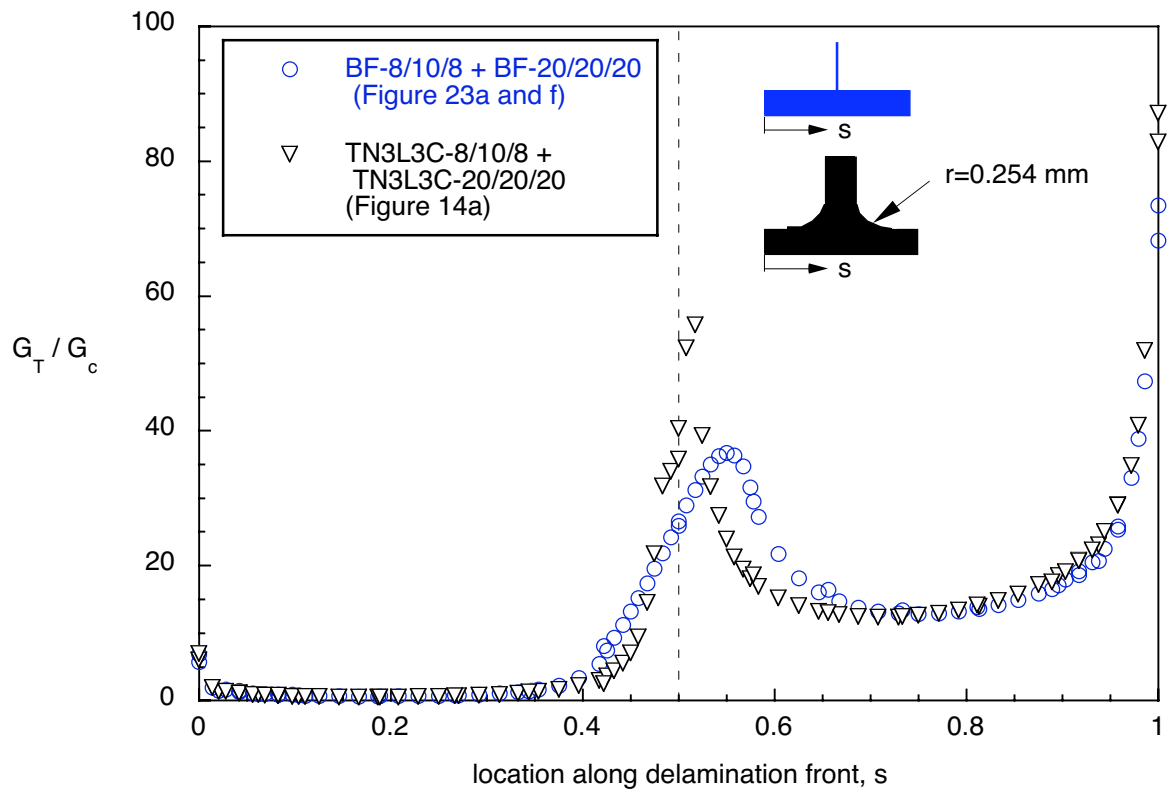 100
80
60
40
20
0
G_T / G_c
BF-8/10/8 + BF-20/20/20
(Figure 23a and f)
TN3L3C-8/10/8 +
TN3L3C-20/20/20
(Figure 14a)
s
r=0.254 mm
s
0
0.2
0.4
0.6
0.8
1
location along delamination front, s